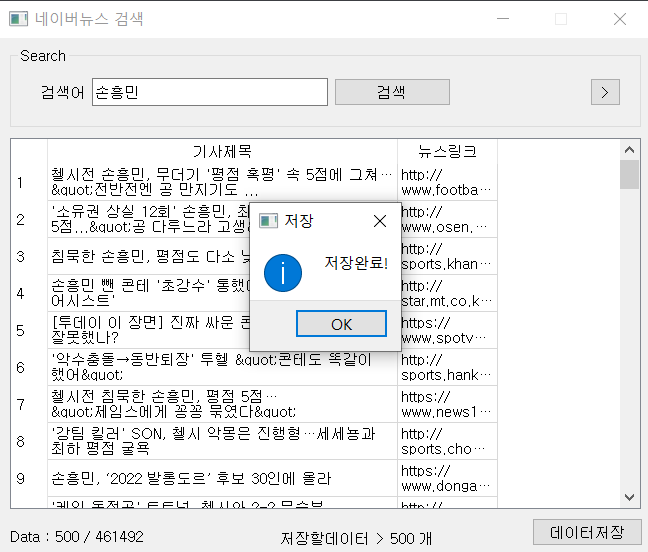 네이버뉴스 검색
Search
검색어 손흥민 검색 >
기사제목 뉴스링크
1 첼시전 손흥민, 무더기 '평점 혹평' 속 5점에 그쳐… http://
&quot;전반전엔 공 만지기도 ... www.footba…
2 '소유권 상실 12회' 손흥민, 최 http://
5점...&quot;공 다루느라 고생& www.osen.…
3 침묵한 손흥민, 평점도 다소 http://
sports.khan…
4 손흥민 뺀 콘테 '초강수' 통했 http://
어시스트' star.mt.co.k…
5 [투데이 이 장면] 진짜 싸운 콘 https://
잘못했나? www.spotv…
6 '악수충돌→동반퇴장' 투헬 &quot;콘테도 똑같이 http://
했어&quot; sports.hank…
7 첼시전 침묵한 손흥민, 평점 5점… https://
&quot;제임스에게 꽁꽁 묶였다&quot; www.news1…
8 '강팀 킬러' SON, 첼시 악몽은 진행형…세세뇽과 http://
최하 평점 굴욕 sports.cho…
9 손흥민, ‘2022 발롱도르’ 후보 30인에 올라 https://
www.donga…
저장
저장완료!
OK
Data : 500 / 461492 저장할데이터 > 500 개 데이터저장